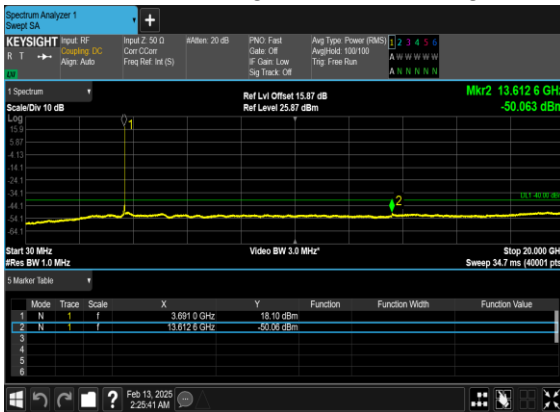 Spectrum Analyzer 1
Swept SA
KEYSIGHT Input: RF Input Z: 50 Ω #Atten: 20 dB PNO: Fast Avg Type: Power (RMS) 1 2 3 4 5 6
R T Coupling: DC Corr CCorr Gate: Off Avg|Hold: 100/100 A W W W W W
Align: Auto Freq Ref: Int (S) IF Gain: Low Trig: Free Run
Sig Track: Off A N N N N N
1 Spectrum Ref Lvl Offset 15.87 dB Mkr2 13.612 6 GHz
Scale/Div 10 dB Ref Level 25.87 dBm -50.063 dBm
Log
15.9
5.87
-4.13
-14.1
-24.1
-34.1
-44.1
-54.1
-64.1
1
2
Start 30 MHz Video BW 3.0 MHz* Stop 20.000 GH
#Res BW 1.0 MHz Sweep 34.7 ms (40001 pts
5 Marker Table
Mode Trace Scale X Y Function Function Width Function Value
1 N 1 f 3.691 0 GHz 18.10 dBm
2 N 1 f 13.612 6 GHz -50.06 dBm
3
4
5
6
? Feb 13, 2025
2:25:41 AM